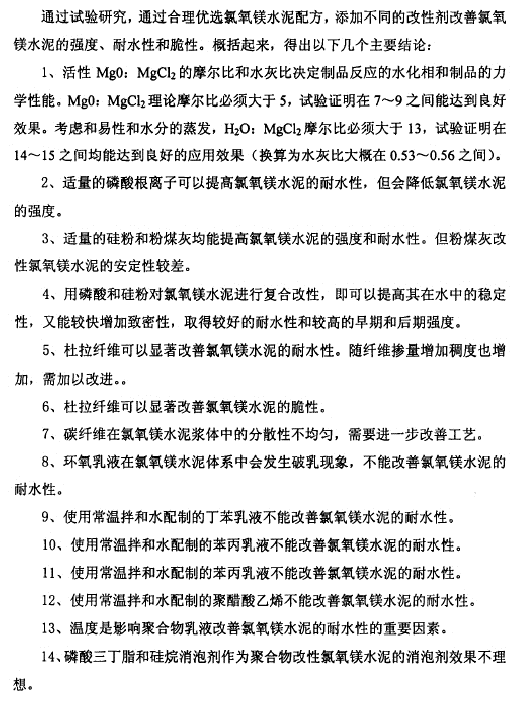 通过试验研究，通过合理优选氯氧镁水泥配方，添加不同的改性剂改善氯氧
镁水泥的强度、耐水性和脆性。概括起来，得出以下几个主要结论：
1、活性 MgO：MgCl₂的摩尔比和水灰比决定制品反应的水化相和制品的力
学性能。MgO：MgCl₂理论摩尔比必须大于 5，试验证明在 7～9 之间能达到良好
效果。考虑和易性和水分的蒸发，H₂O：MgCl₂摩尔比必须大于 13，试验证明在
14～15 之间均能达到良好的应用效果（换算为水灰比大概在 0.53～0.56 之间）。
2、适量的磷酸根离子可以提高氯氧镁水泥的耐水性，但会降低氯氧镁水泥
的强度。
3、适量的硅粉和粉煤灰均能提高氯氧镁水泥的强度和耐水性。但粉煤灰改
性氯氧镁水泥的安定性较差。
4、用磷酸和硅粉对氯氧镁水泥进行复合改性，即可以提高其在水中的稳定
性，又能较快增加致密性，取得较好的耐水性和较高的早期和后期强度。
5、杜拉纤维可以显著改善氯氧镁水泥的耐水性。随纤维掺量增加稠度也增
加，需加以改进。。
6、杜拉纤维可以显著改善氯氧镁水泥的脆性。
7、碳纤维在氯氧镁水泥浆体中的分散性不均匀，需要进一步改善工艺。
8、环氧乳液在氯氧镁水泥体系中会发生破乳现象，不能改善氯氧镁水泥的
耐水性。
9、使用常温拌和水配制的丁苯乳液不能改善氯氧镁水泥的耐水性。
10、使用常温拌和水配制的苯丙乳液不能改善氯氧镁水泥的耐水性。
11、使用常温拌和水配制的苯丙乳液不能改善氯氧镁水泥的耐水性。
12、使用常温拌和水配制的聚醋酸乙烯不能改善氯氧镁水泥的耐水性。
13、温度是影响聚合物乳液改善氯氧镁水泥的耐水性的重要因素。
14、磷酸三丁脂和硅烷消泡剂作为聚合物改性氯氧镁水泥的消泡剂效果不理
想。